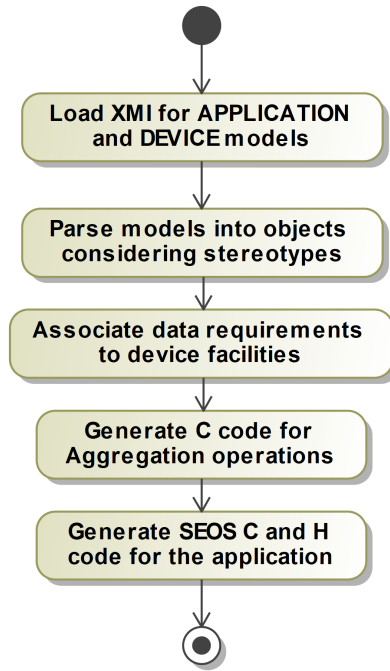 Load XMI for APPLICATION
and DEVICE models
Parse models into objects
considering stereotypes
Associate data requirements
to device facilities
Generate C code for
Aggregation operations
Generate SEOS C and H
code for the application